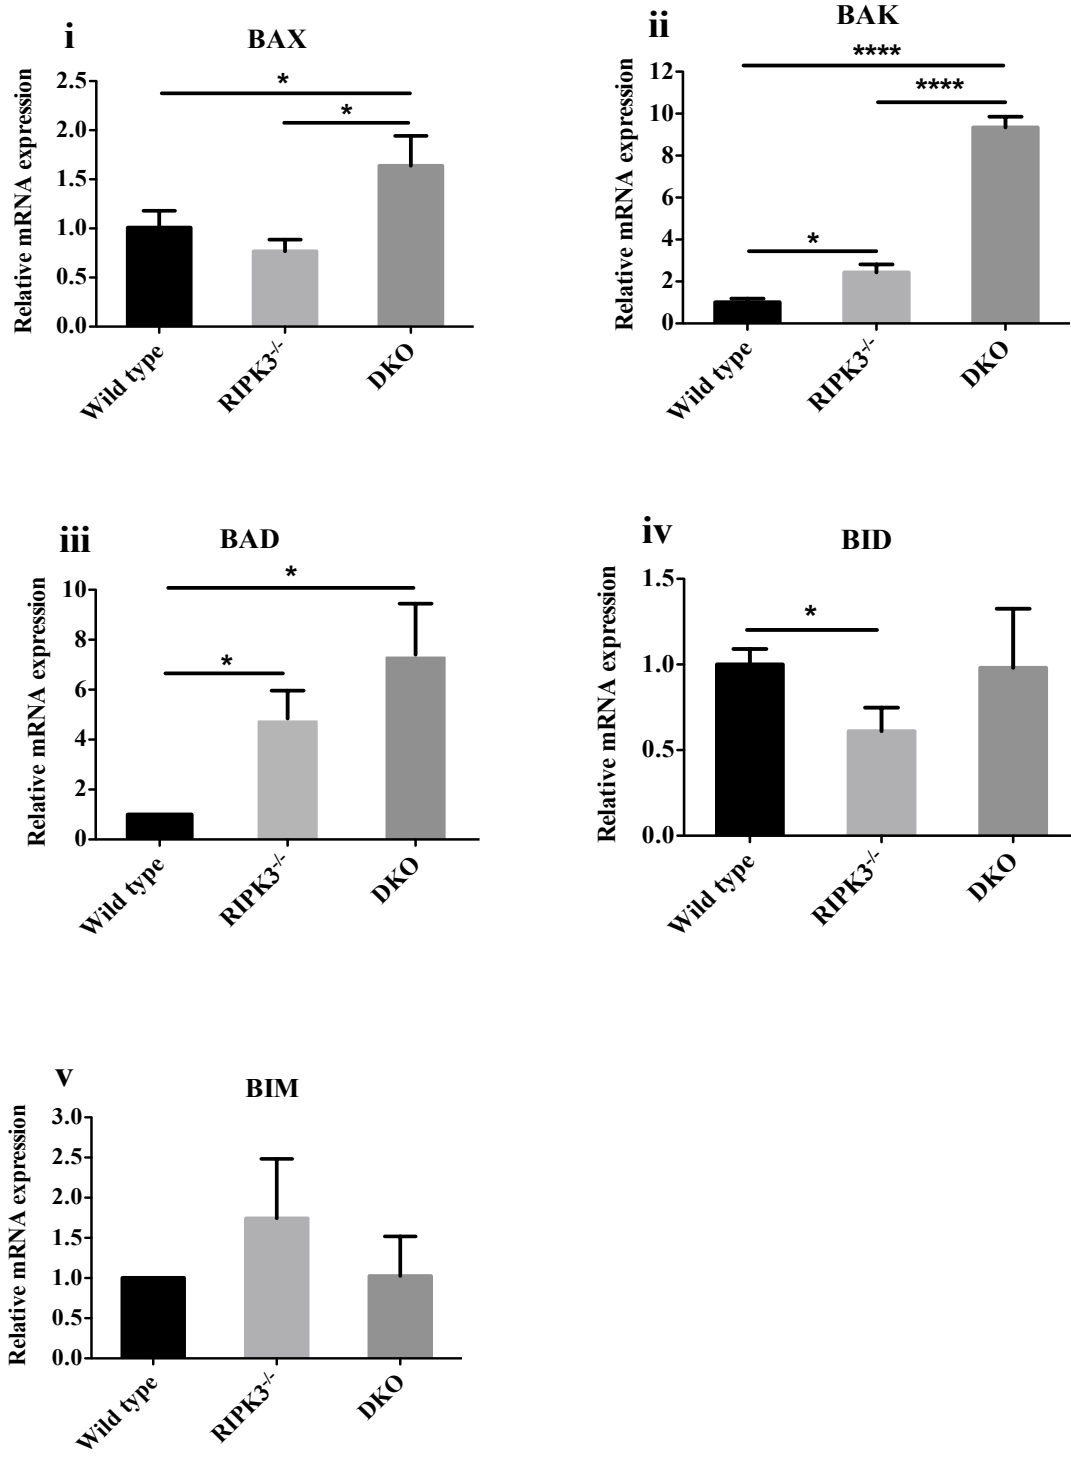 i
BAX
Relative mRNA expression
2.5
2.0
1.5
1.0
0.5
0.0
*
*
Wild type
RIPK3-/-
DKO
ii
BAK
Relative mRNA expression
12
10
8
6
4
2
0
****
****
*
Wild type
RIPK3-/-
DKO
iii
BAD
Relative mRNA expression
10
8
6
4
2
0
*
*
Wild type
RIPK3-/-
DKO
iv
BID
Relative mRNA expression
1.5
1.0
0.5
0.0
*
Wild type
RIPK3-/-
DKO
v
BIM
Relative mRNA expression
3.0
2.5
2.0
1.5
1.0
0.5
0.0
Wild type
RIPK3-/-
DKO